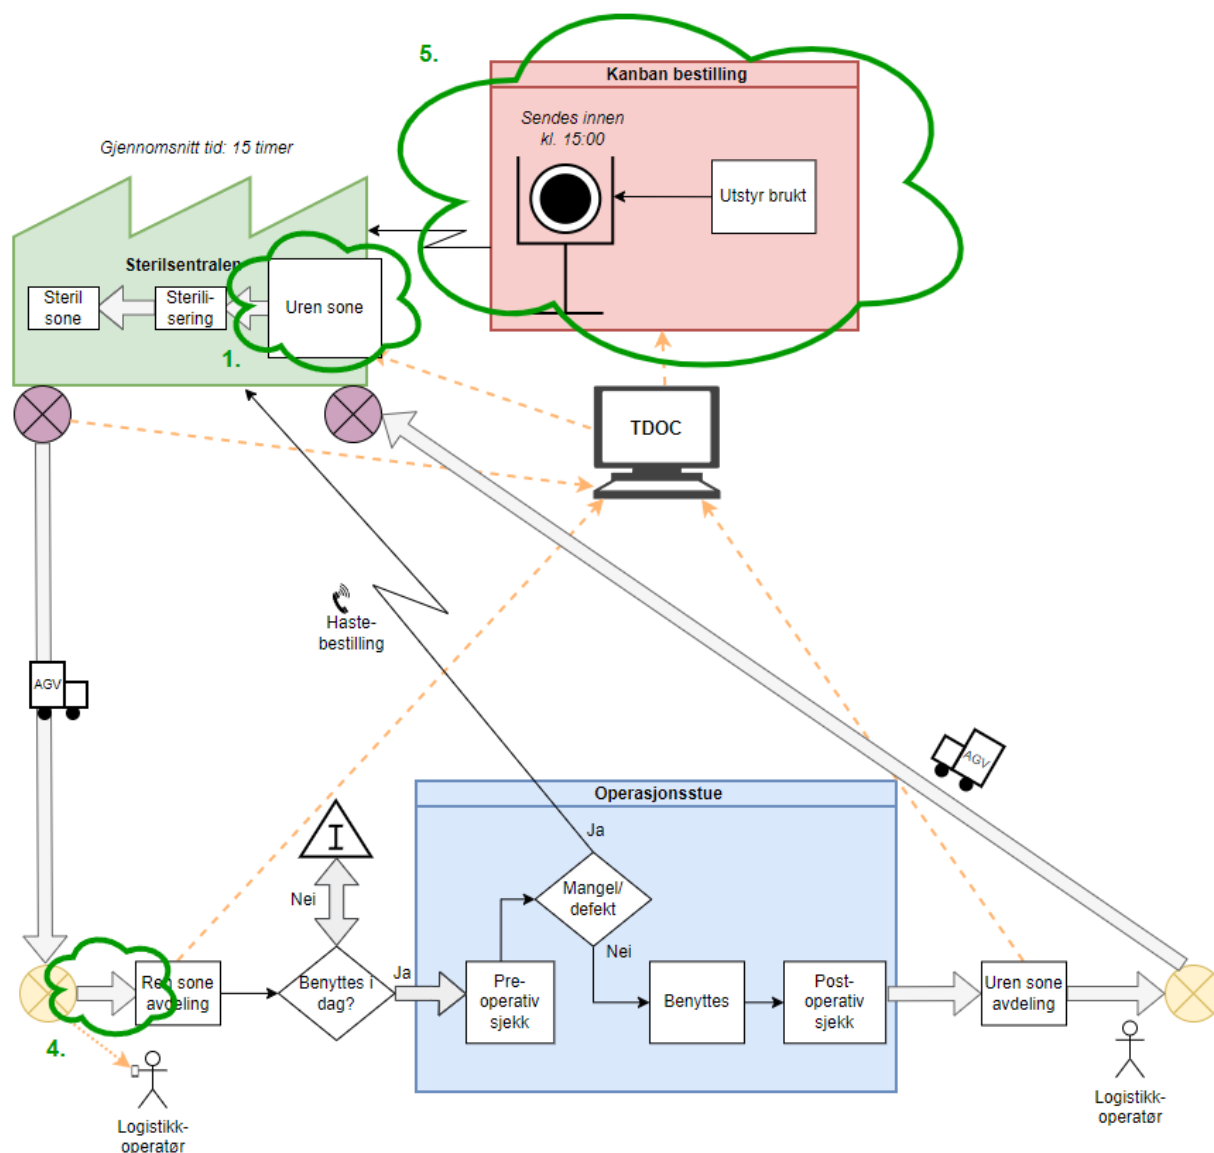 5.
Kanban bestilling
Sendes innen
kl. 15:00
Utstyr brukt
Gjennomsnitt tid: 15 timer
Sterilsentralen
Steril
sone
Sterili-
sering
Uren sone
1.
TDOC
Haste-
bestilling
AGV
AGV
Operasjonsstue
Ja
Mangel/
defekt
Nei
Nei
Ren sone
avdeling
Benyttes i
dag?
Ja
Pre-
operativ
sjekk
Benyttes
Post-
operativ
sjekk
Uren sone
avdeling
4.
Logistikk-
operatør
Logistikk-
operatør